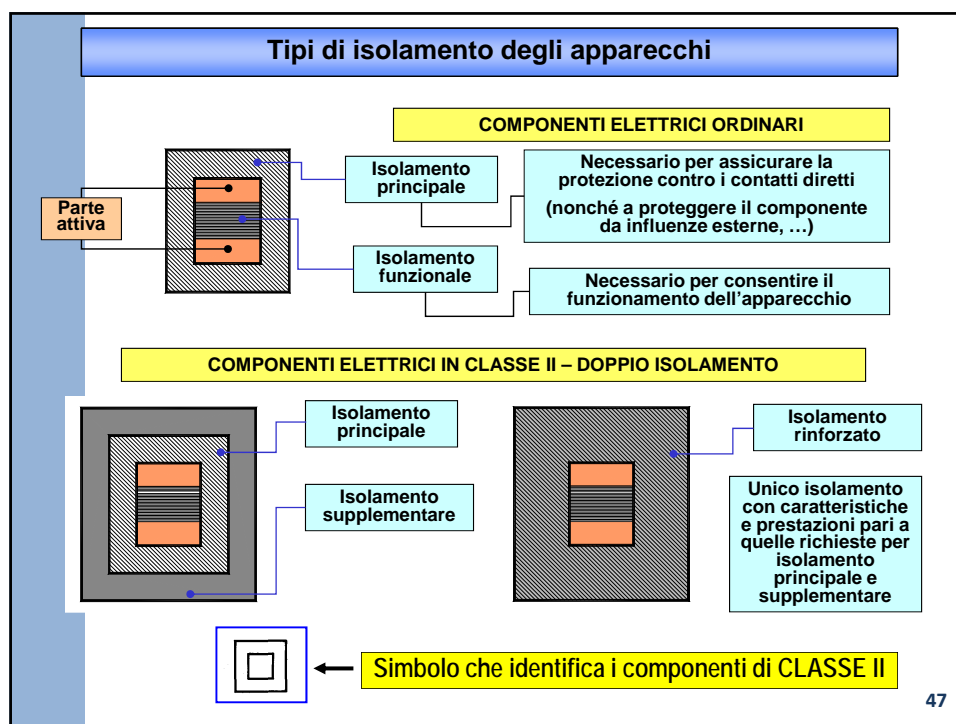 Tipi di isolamento degli apparecchi
COMPONENTI ELETTRICI ORDINARI
Parte
attiva
Isolamento
principale
Necessario per assicurare la
protezione contro i contatti diretti
(nonché a proteggere il componente
da influenze esterne, …)
Isolamento
funzionale
Necessario per consentire il
funzionamento dell'apparecchio
COMPONENTI ELETTRICI IN CLASSE II – DOPPIO ISOLAMENTO
Isolamento
principale
Isolamento
supplementare
Isolamento
rinforzato
Unico isolamento
con caratteristiche
e prestazioni pari a
quelle richieste per
isolamento
principale e
supplementare
Simbolo che identifica i componenti di CLASSE II
47